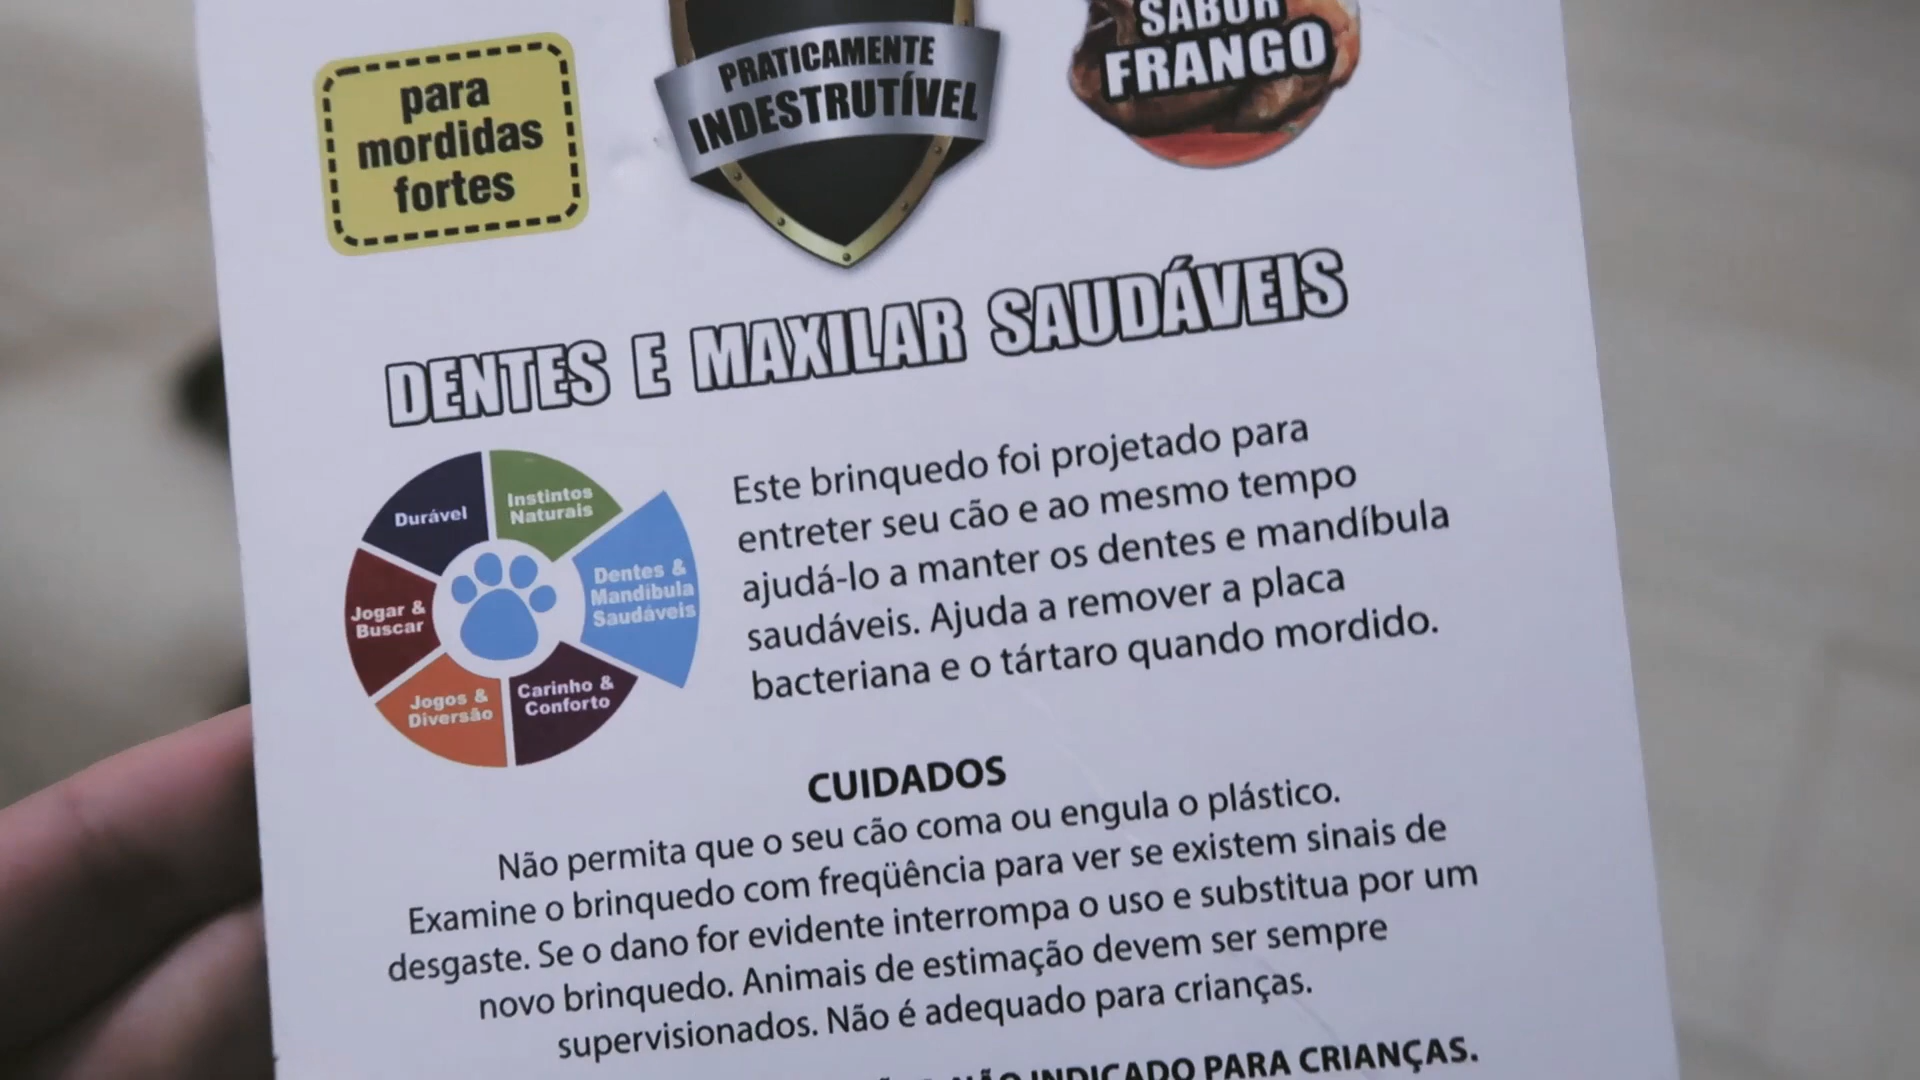 para
mordidas
fortes
PRATICAMENTE
INDESTRUTÍVEL
SABOR
FRANGO
DENTES E MAXILAR SAUDÁVEIS
Durável
Instintos
Naturais
Dentes &
Mandíbula
Saudáveis
Jogar &
Buscar
Jogos &
Diversão
Carinho &
Conforto
Este brinquedo foi projetado para
entreter seu cão e ao mesmo tempo
ajudá-lo a manter os dentes e mandíbula
saudáveis. Ajuda a remover a placa
bacteriana e o tártaro quando mordido.
CUIDADOS
Não permita que o seu cão coma ou engula o plástico.
Examine o brinquedo com freqüência para ver se existem sinais de
desgaste. Se o dano for evidente interrompa o uso e substitua por um
novo brinquedo. Animais de estimação devem ser sempre
supervisionados. Não é adequado para crianças.
NÃO INDICADO PARA CRIANÇAS.